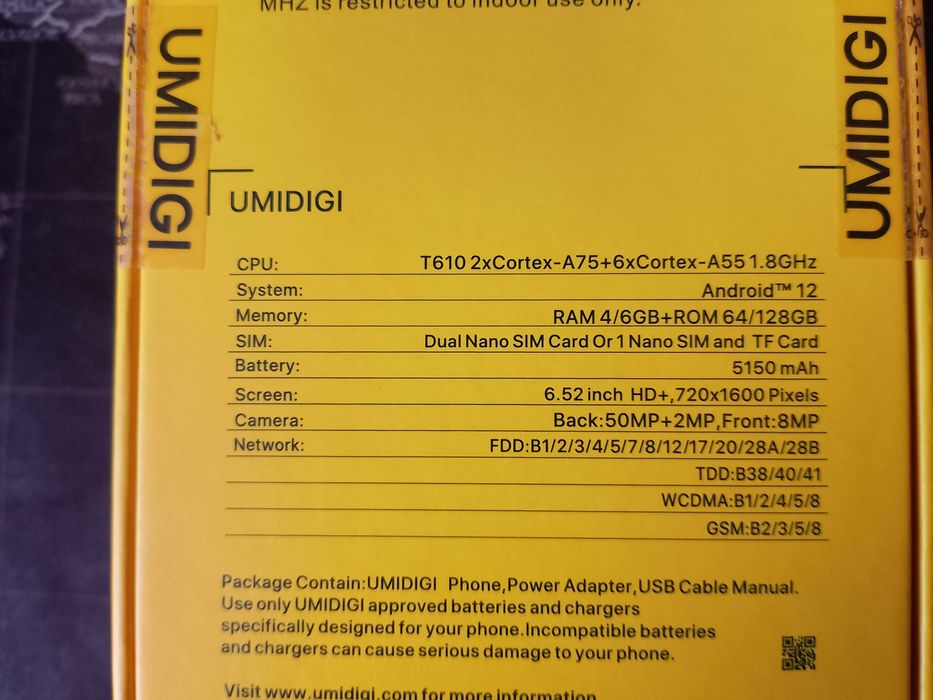 MHZ is restricted to indoor use only.
UMIDIGI
UMIDIGI
UMIDIGI
CPU: T610 2xCortex-A75+6xCortex-A55 1.8GHz
System: Android™ 12
Memory: RAM 4/6GB+ROM 64/128GB
SIM: Dual Nano SIM Card Or 1 Nano SIM and TF Card
Battery: 5150 mAh
Screen: 6.52 inch HD+,720x1600 Pixels
Camera: Back:50MP+2MP,Front:8MP
Network: FDD:B1/2/3/4/5/7/8/12/17/20/28A/28B
TDD:B38/40/41
WCDMA:B1/2/4/5/8
GSM:B2/3/5/8
Package Contain:UMIDIGI Phone,Power Adapter,USB Cable Manual.
Use only UMIDIGI approved batteries and chargers
specifically designed for your phone.Incompatible batteries
and chargers can cause serious damage to your phone.
Visit www.umidigi.com for more information